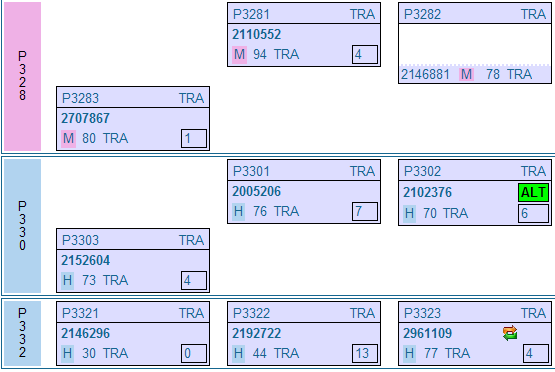 P328
P3281 TRA
2110552
M 94 TRA 4
P3282 TRA
2146881 M 78 TRA
P3283 TRA
2707867
M 80 TRA 1
P330
P3301 TRA
2005206
H 76 TRA 7
P3302 TRA
2102376 ALT
H 70 TRA 6
P3303 TRA
2152604
H 73 TRA 4
P332
P3321 TRA
2146296
H 30 TRA 0
P3322 TRA
2192722
H 44 TRA 13
P3323 TRA
2961109
H 77 TRA 4